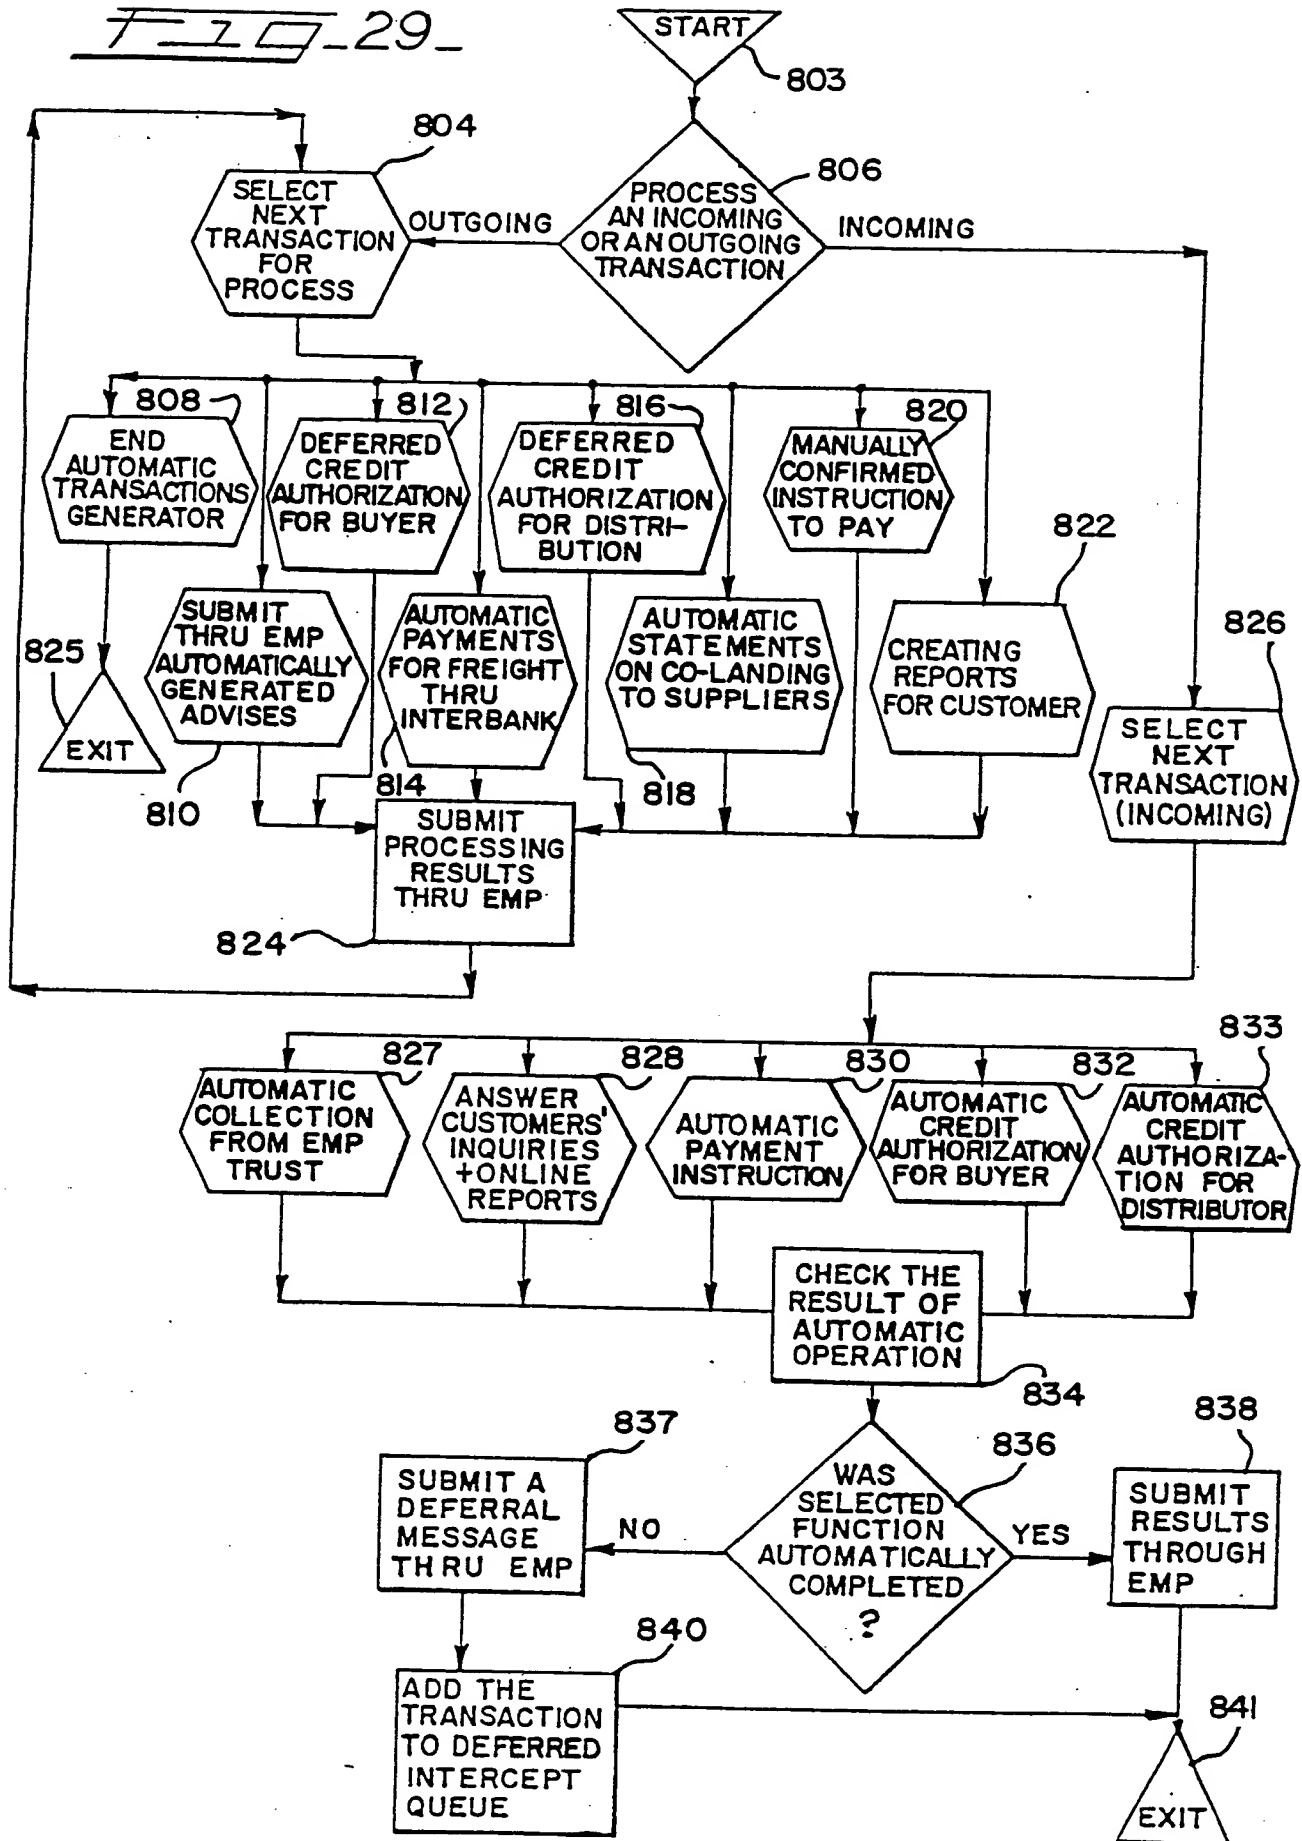 FIG_29_
START
803
804
806
SELECT
NEXT
TRANSACTION
FOR
PROCESS
OUTGOING
PROCESS
AN INCOMING
OR AN OUTGOING
TRANSACTION
INCOMING
808
END
AUTOMATIC
TRANSACTIONS
GENERATOR
812
DEFERRED
CREDIT
AUTHORIZATION
FOR BUYER
816
DEFERRED
CREDIT
AUTHORIZATION
FOR DISTRI-
BUTION
820
MANUALLY
CONFIRMED
INSTRUCTION
TO PAY
822
825
EXIT
SUBMIT
THRU EMP
AUTOMATICALLY
GENERATED
ADVISES
810
AUTOMATIC
PAYMENTS
FOR FREIGHT
THRU
INTERBANK
814
AUTOMATIC
STATEMENTS
ON CO-LANDING
TO SUPPLIERS
818
CREATING
REPORTS
FOR CUSTOMER
826
SELECT
NEXT
TRANSACTION
(INCOMING)
SUBMIT
PROCESSING
RESULTS
THRU EMP
824
827
AUTOMATIC
COLLECTION
FROM EMP
TRUST
828
ANSWER
CUSTOMERS'
INQUIRIES
+ONLINE
REPORTS
830
AUTOMATIC
PAYMENT
INSTRUCTION
832
AUTOMATIC
CREDIT
AUTHORIZATION
FOR BUYER
833
AUTOMATIC
CREDIT
AUTHORIZA-
TION FOR
DISTRIBUTOR
CHECK THE
RESULT OF
AUTOMATIC
OPERATION
834
837
SUBMIT A
DEFERRAL
MESSAGE
THRU EMP
NO
836
WAS
SELECTED
FUNCTION
AUTOMATICALLY
COMPLETED
?
YES
838
SUBMIT
RESULTS
THROUGH
EMP
840
ADD THE
TRANSACTION
TO DEFERRED
INTERCEPT
QUEUE
841
EXIT